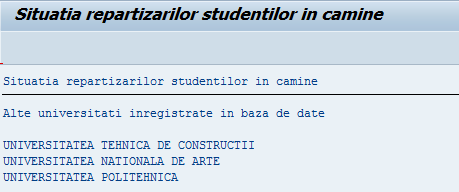 Situatia repartizarilor studentilor in camine
Situatia repartizarilor studentilor in camine
Alte universitati inregistrate in baza de date
UNIVERSITATEA TEHNICA DE CONSTRUCTII
UNIVERSITATEA NATIONALA DE ARTE
UNIVERSITATEA POLITEHNICA